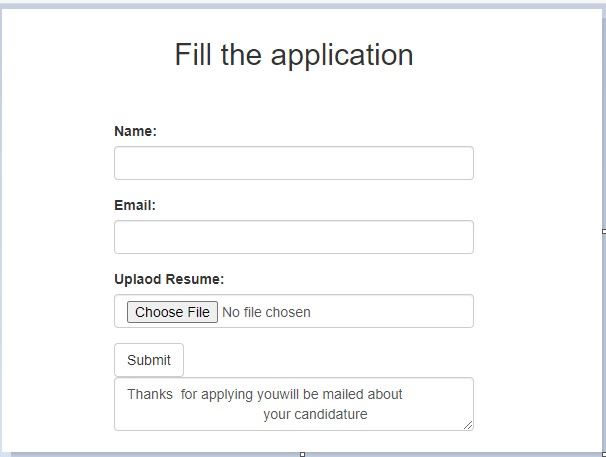 Fill the application
Name:
Email:
Uplaod Resume:
Choose File No file chosen
Submit
Thanks  for applying youwill be mailed about
your candidature